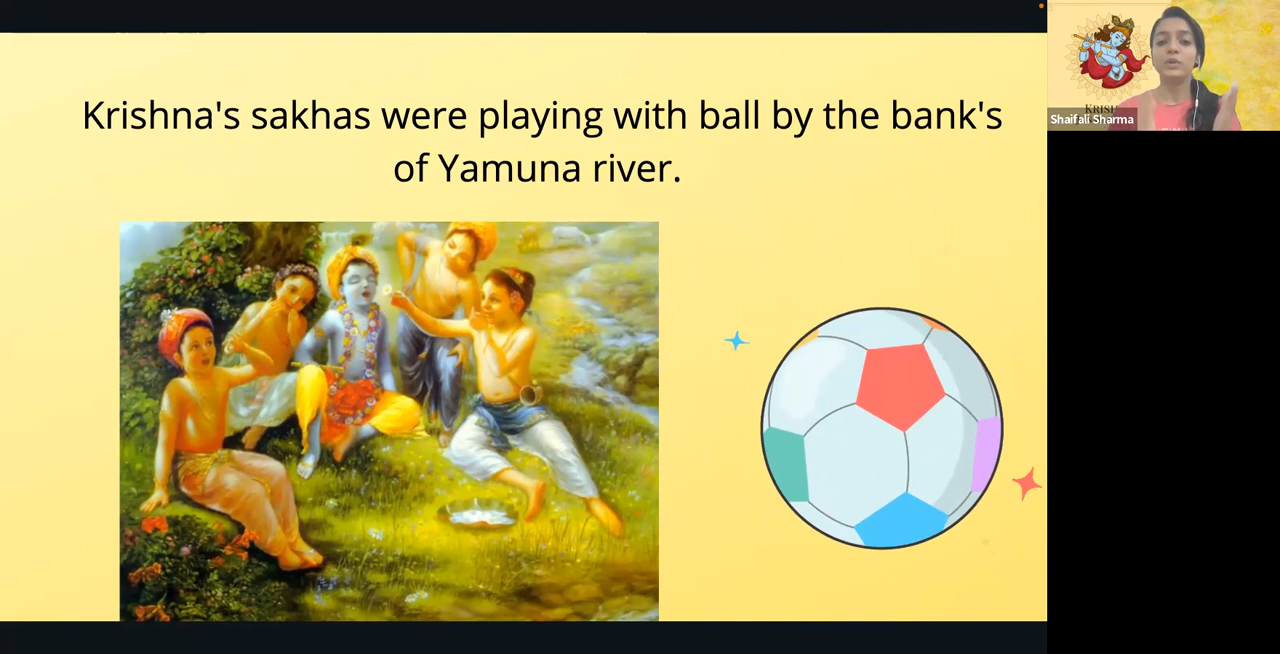 Krishna's sakhas were playing with ball by the bank's
of Yamuna river.
Shaifali Sharma